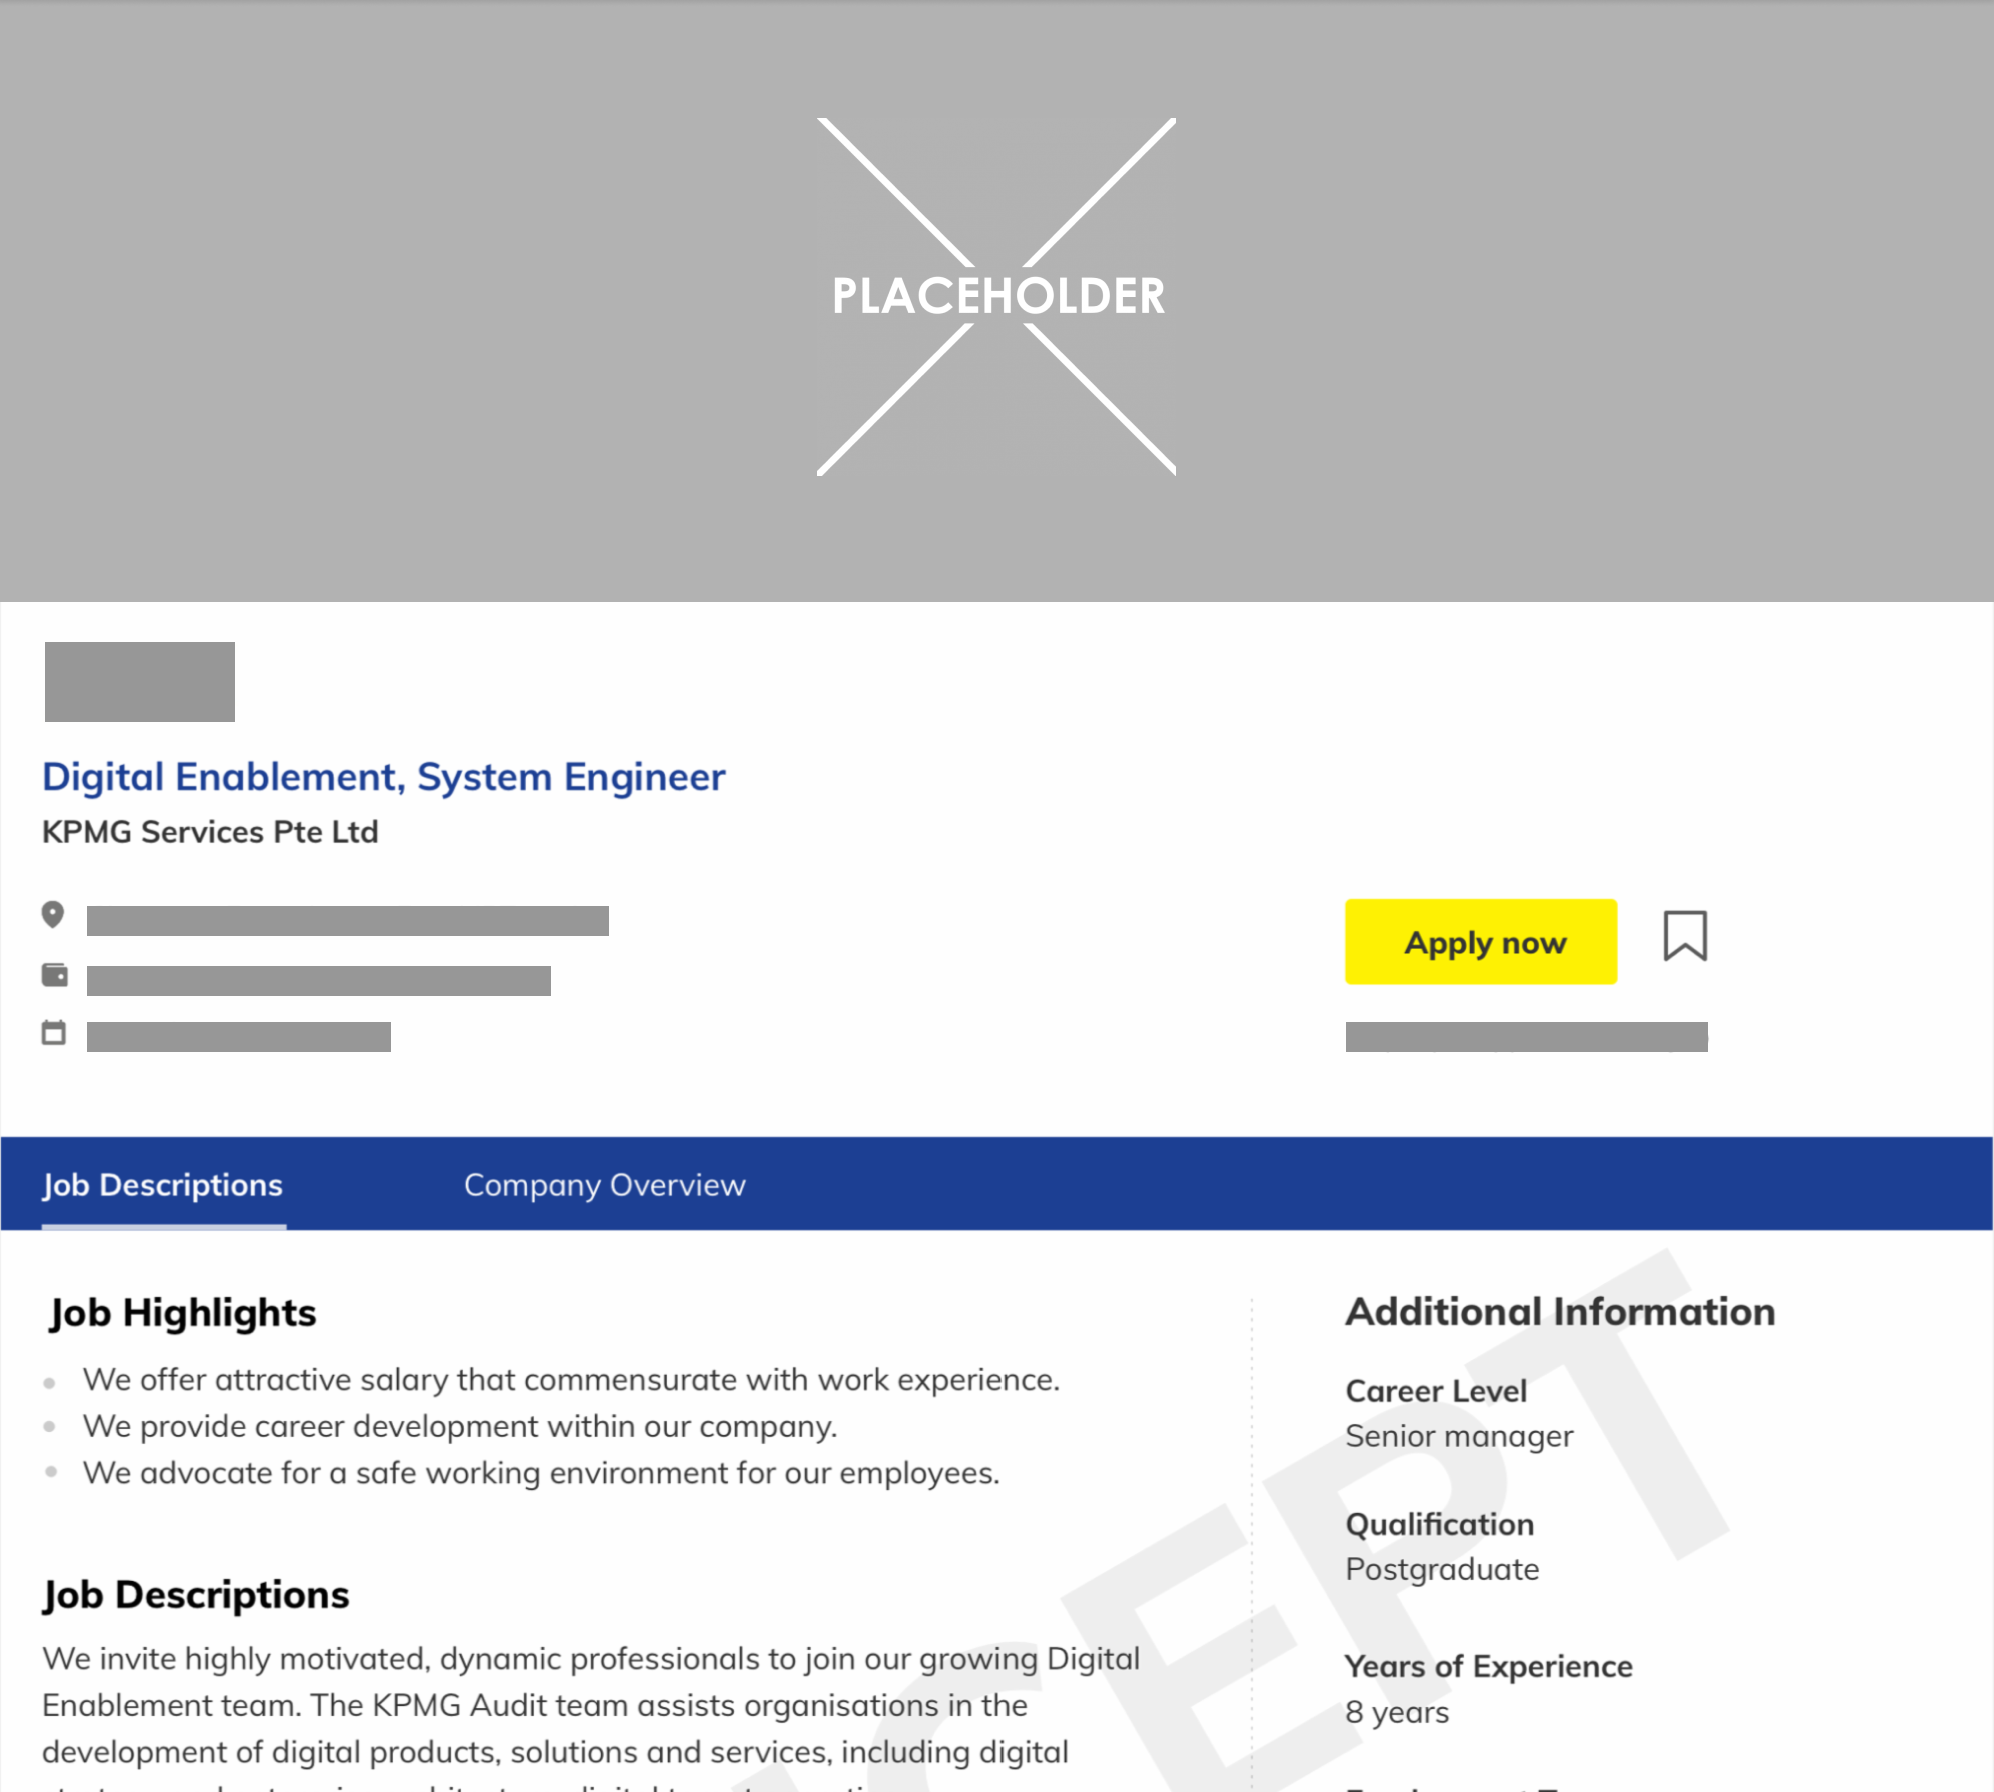 PLACEHOLDER
Digital Enablement, System Engineer
KPMG Services Pte Ltd
Apply now
Job Descriptions
Company Overview
Job Highlights
We offer attractive salary that commensurate with work experience.
We provide career development within our company.
We advocate for a safe working environment for our employees.
Job Descriptions
We invite highly motivated, dynamic professionals to join our growing Digital
Enablement team. The KPMG Audit team assists organisations in the
development of digital products, solutions and services, including digital
Additional Information
Career Level
Senior manager
Qualification
Postgraduate
Years of Experience
8 years
CEPT